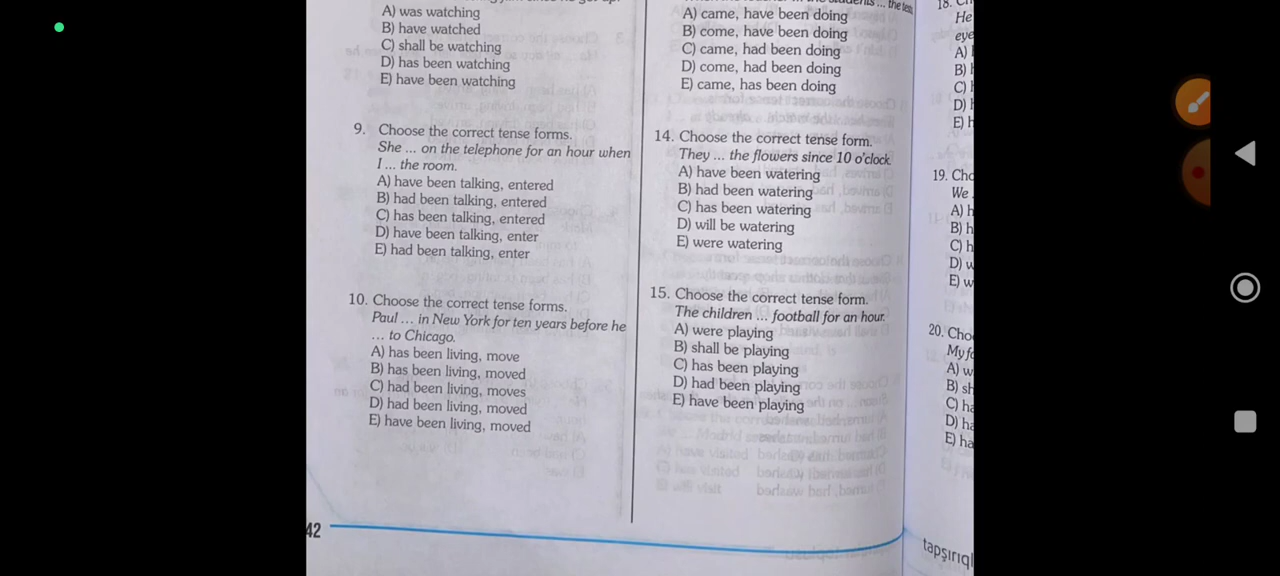 A) was watching
B) have watched
C) shall be watching
D) has been watching
E) have been watching
9. Choose the correct tense forms.
She ... on the telephone for an hour when
I ... the room.
A) have been talking, entered
B) had been talking, entered
C) has been talking, entered
D) have been talking, enter
E) had been talking, enter
10. Choose the correct tense forms.
Paul ... in New York for ten years before he
... to Chicago.
A) has been living, move
B) has been living, moved
C) had been living, moves
D) had been living, moved
E) have been living, moved
42
students ... the test.
A) came, have been doing
B) come, have been doing
C) came, had been doing
D) come, had been doing
E) came, has been doing
14. Choose the correct tense form.
They ... the flowers since 10 o'clock.
A) have been watering
B) had been watering
C) has been watering
D) will be watering
E) were watering
15. Choose the correct tense form.
The children ... football for an hour.
A) were playing
B) shall be playing
C) has been playing
D) had been playing
E) have been playing
18.
He
eye
A)
B)
C)
D)
E)
19.
We
A)
B)
C)
D)
E)
20.
My
A)
B)
C)
D)
E)